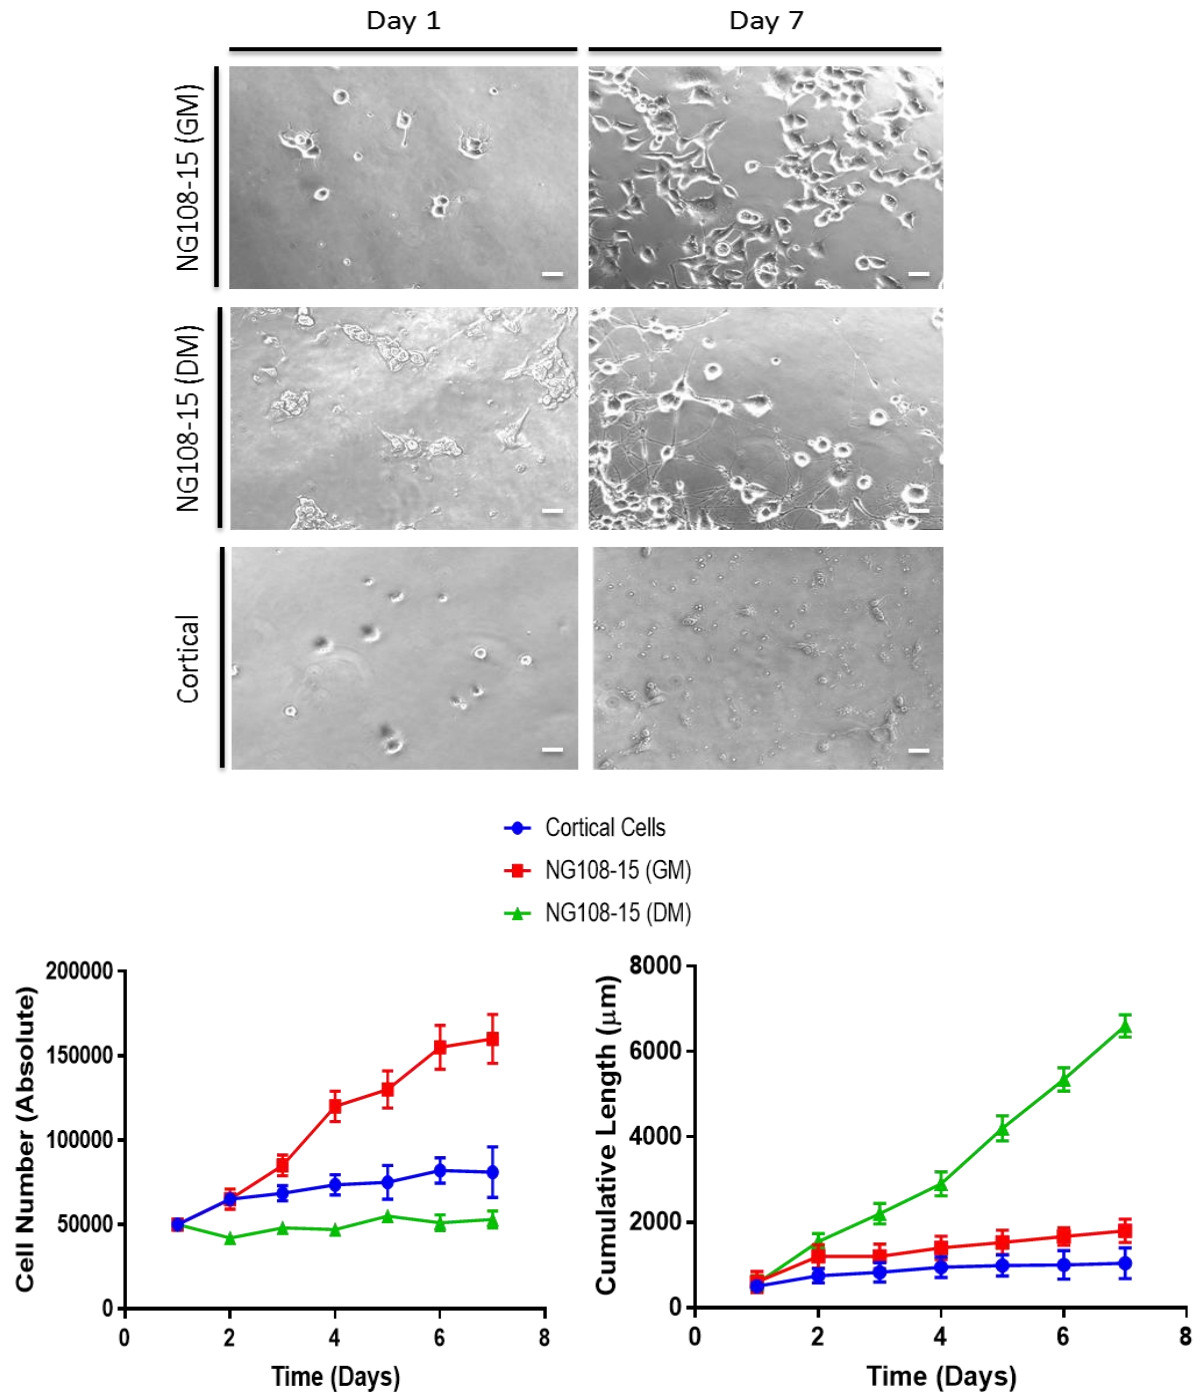 Day 1
Day 7
NG108-15 (GM)
NG108-15 (DM)
Cortical
Cortical Cells
NG108-15 (GM)
NG108-15 (DM)
Cell Number (Absolute)
200000
150000
100000
50000
0
0 2 4 6 8
Time (Days)
Cumulative Length (μm)
8000
6000
4000
2000
0
0 2 4 6 8
Time (Days)